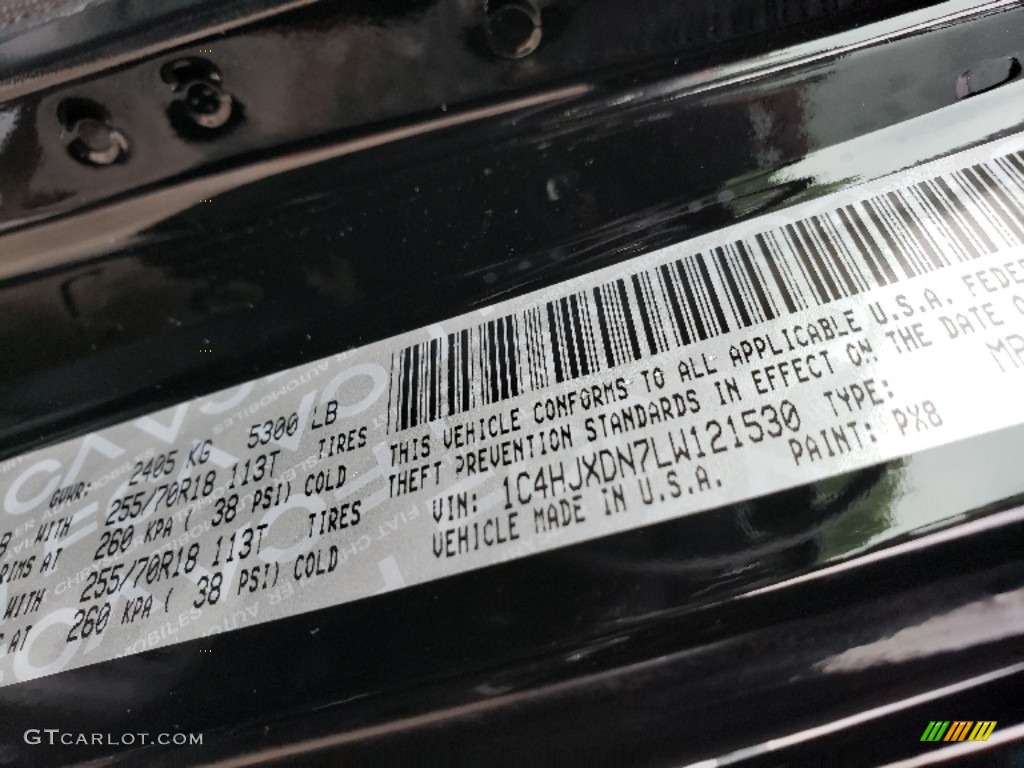 GVWR: 2405 KG 5300 LB
WITH 255/70R18 113T TIRES
RIMS AT 260 KPA ( 38 PSI) COLD
WITH 255/70R18 113T TIRES
AT 260 KPA ( 38 PSI) COLD
THIS VEHICLE CONFORMS TO ALL APPLICABLE U.S.A. FEDER
THEFT PREVENTION STANDARDS IN EFFECT ON THE DATE O
VIN: 1C4HJXDN7LW121530 TYPE: MP
VEHICLE MADE IN U.S.A. PAINT: PX8
GTCARLOT.COM